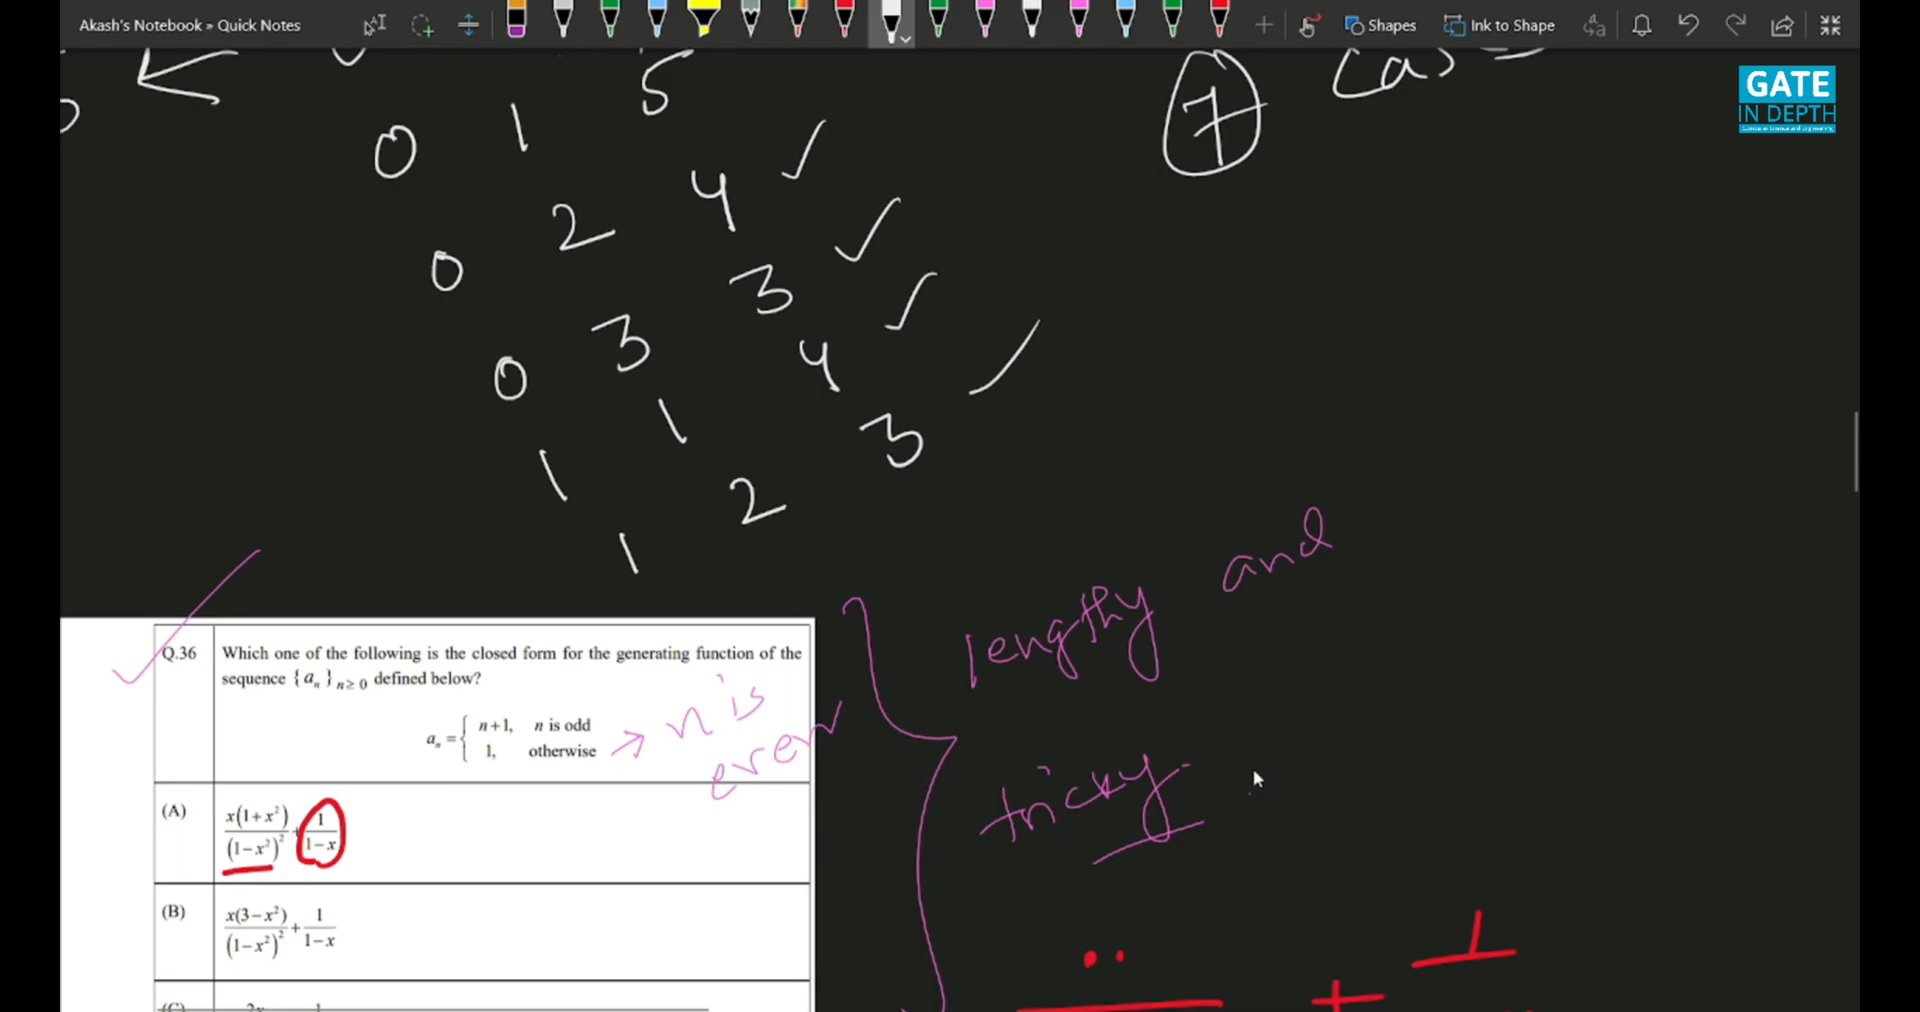 Akash's Notebook » Quick Notes
Shapes
Ink to Shape
GATE
IN DEPTH
7
0 1 5
0 2 4
0 3 3
1 1 4
1 2 3
lengthy and
tricky
Q.36 Which one of the following is the closed form for the generating function of the
sequence {aₙ}ₙ≥₀ defined below?
aₙ = { n+1, n is odd
1, otherwise
→ n is
even
(A) x(1+x²)/(1−x²)² + 1/(1−x)
(B) x(3−x²)/(1−x²)² + 1/(1−x)